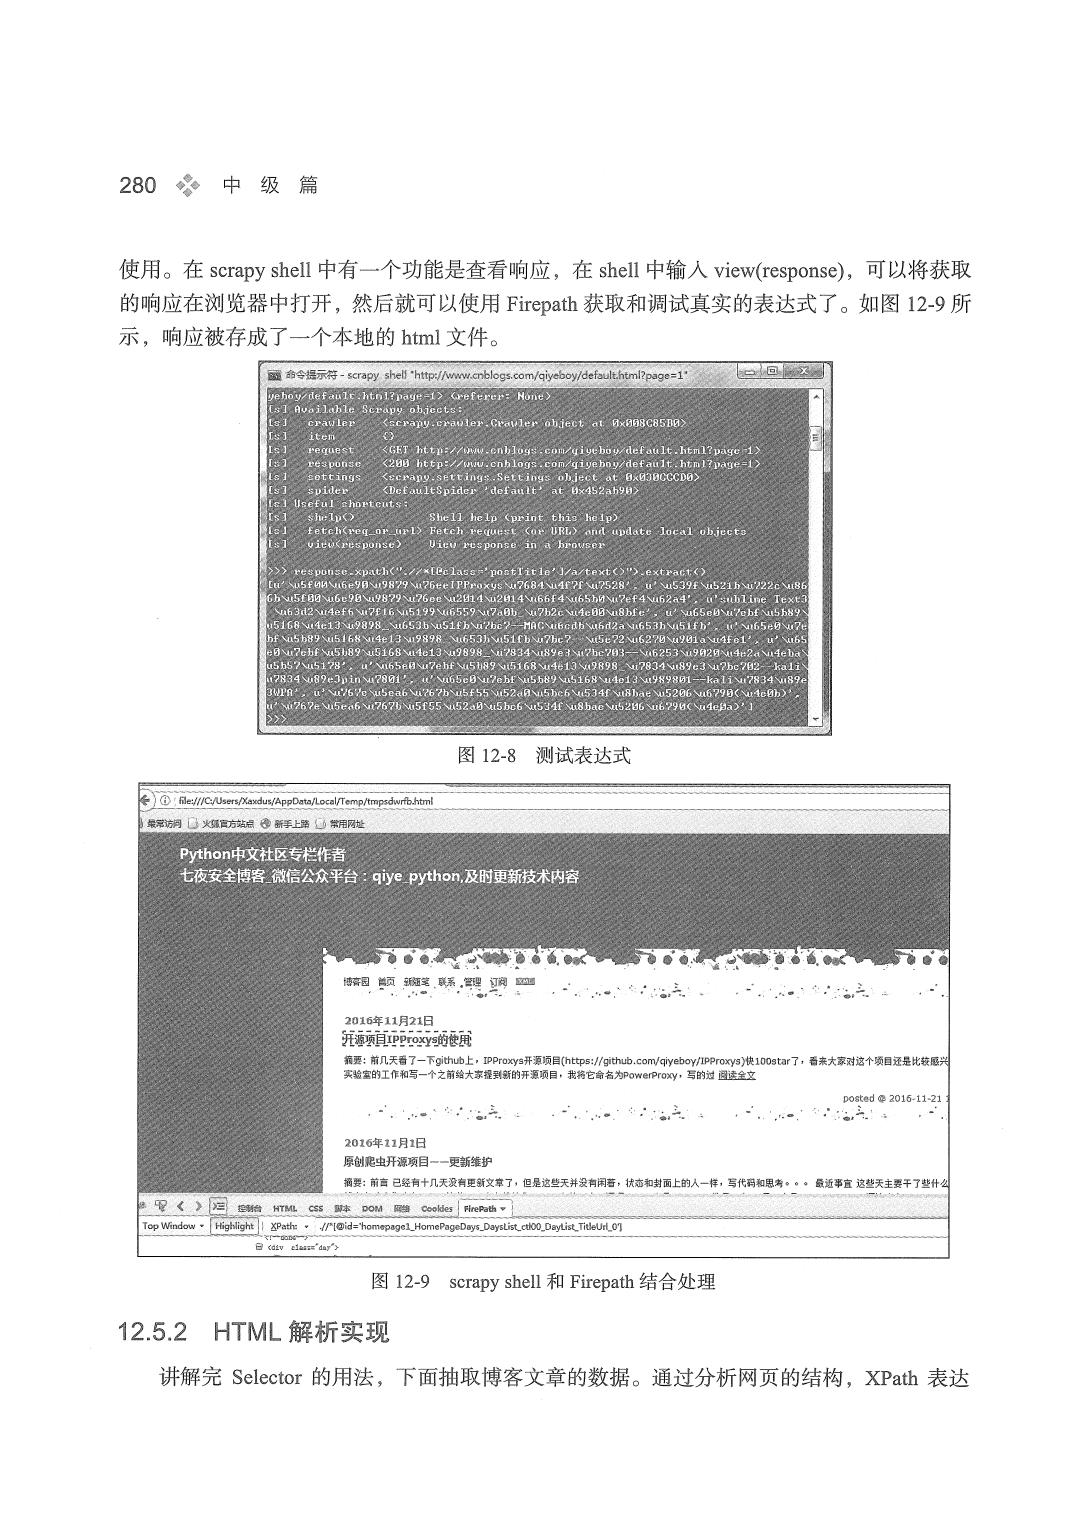 280 中 级 篇
使用。在 scrapy shell 中有一个功能是查看响应，在 shell 中输入 view(response)，可以将获取
的响应在浏览器中打开，然后就可以使用 Firepath 获取和调试真实的表达式了。如图 12-9 所
示，响应被存成了一个本地的 html 文件。
命令提示符 - scrapy shell "http://www.cnblogs.com/qiyeboy/default.html?page=1"
yeboy/default.html?page=1> (referer: None)
[s] Available Scrapy objects:
[s] crawler <scrapy.crawler.Crawler object at 0x008C85B0>
[s] item {}
[s] request <GET http://www.cnblogs.com/qiyeboy/default.html?page=1>
[s] response <200 http://www.cnblogs.com/qiyeboy/default.html?page=1>
[s] settings <scrapy.settings.Settings object at 0x030CCCD0>
[s] spider <DefaultSpider 'default' at 0x452ab90>
[s] Useful shortcuts:
[s] shelp() Shell help (print this help)
[s] fetch(req_or_url) Fetch request (or URL) and update local objects
[s] view(response) View response in a browser
>>> response.xpath(".//*[@class='postTitle']/a/text()").extract()
[u'\u5f00\u6e90\u9879\u76eeIPProxys\u7684\u4f7f\u7528', u'\u539f\u521b\u722c\u86
6b\u5f00\u6e90\u9879\u76ee\u2014\u2014\u66f4\u65b0\u7ef4\u62a4', u'sublime Text3
\u63d2\u4ef6\u7f16\u5199\u6559\u7a0b_\u7b2c\u4e00\u8bfe', u'\u65e0\u7ebf\u5b89\
u5168\u4e13\u9898_\u653b\u51fb\u7bc7--MAC\u6cdb\u6d2a\u653b\u51fb', u'\u65e0\u7e
bf\u5b89\u5168\u4e13\u9898_\u653b\u51fb\u7bc7--\u5c72\u6270\u901a\u4fe1', u'\u65
e0\u7ebf\u5b89\u5168\u4e13\u9898_\u7834\u89e3\u7bc703--\u6253\u9020\u4e2a\u4eba\
u5b57\u5178', u'\u65e0\u7ebf\u5b89\u5168\u4e13\u9898_\u7834\u89e3\u7bc702--kali\
u7834\u89e3pin\u7801', u'\u65e0\u7ebf\u5b89\u5168\u4e13\u989801--kali\u7834\u89e
3WPA', u'\u767e\u5ea6\u767b\u5f55\u52a0\u5bc6\u534f\u8bae\u5206\u6790(\u4e0b)',
u'\u767e\u5ea6\u767b\u5f55\u52a0\u5bc6\u534f\u8bae\u5206\u6790(\u4e0a)']
>>>
图 12-8 测试表达式
file:///C:/Users/Xaxdus/AppData/Local/Temp/tmpsdwrfb.html
最常访问 火狐官方站点 新手上路 常用网址
Python中文社区专栏作者
七夜安全博客_微信公众平台：qiye_python,及时更新技术内容
博客园 首页 新随笔 联系 管理 订阅 XML
2016年11月21日
开源项目IPProxys的使用
摘要: 前几天看了一下github上，IPProxys开源项目(https://github.com/qiyeboy/IPProxys)快100star了，看来大家对这个项目还是比较感兴
实验室的工作和写一个之前给大家提到新的开源项目，我将它命名为PowerProxy，写的过 阅读全文
posted @ 2016-11-21
2016年11月1日
原创爬虫开源项目——更新维护
摘要: 前言 已经有十几天没有更新文章了，但是这些天并没有闲着，状态和封面上的人一样，写代码和思考。。。 最近事宜 这些天主要干了些什么
控制台 HTML CSS 脚本 DOM 网络 Cookies FirePath
Top Window Highlight XPath: .//*[@id='homepage1_HomePageDays_DaysList_ctl00_DayList_TitleUrl_0']
<div class="day">
图 12-9 scrapy shell 和 Firepath 结合处理
12.5.2 HTML 解析实现
讲解完 Selector 的用法，下面抽取博客文章的数据。通过分析网页的结构，XPath 表达